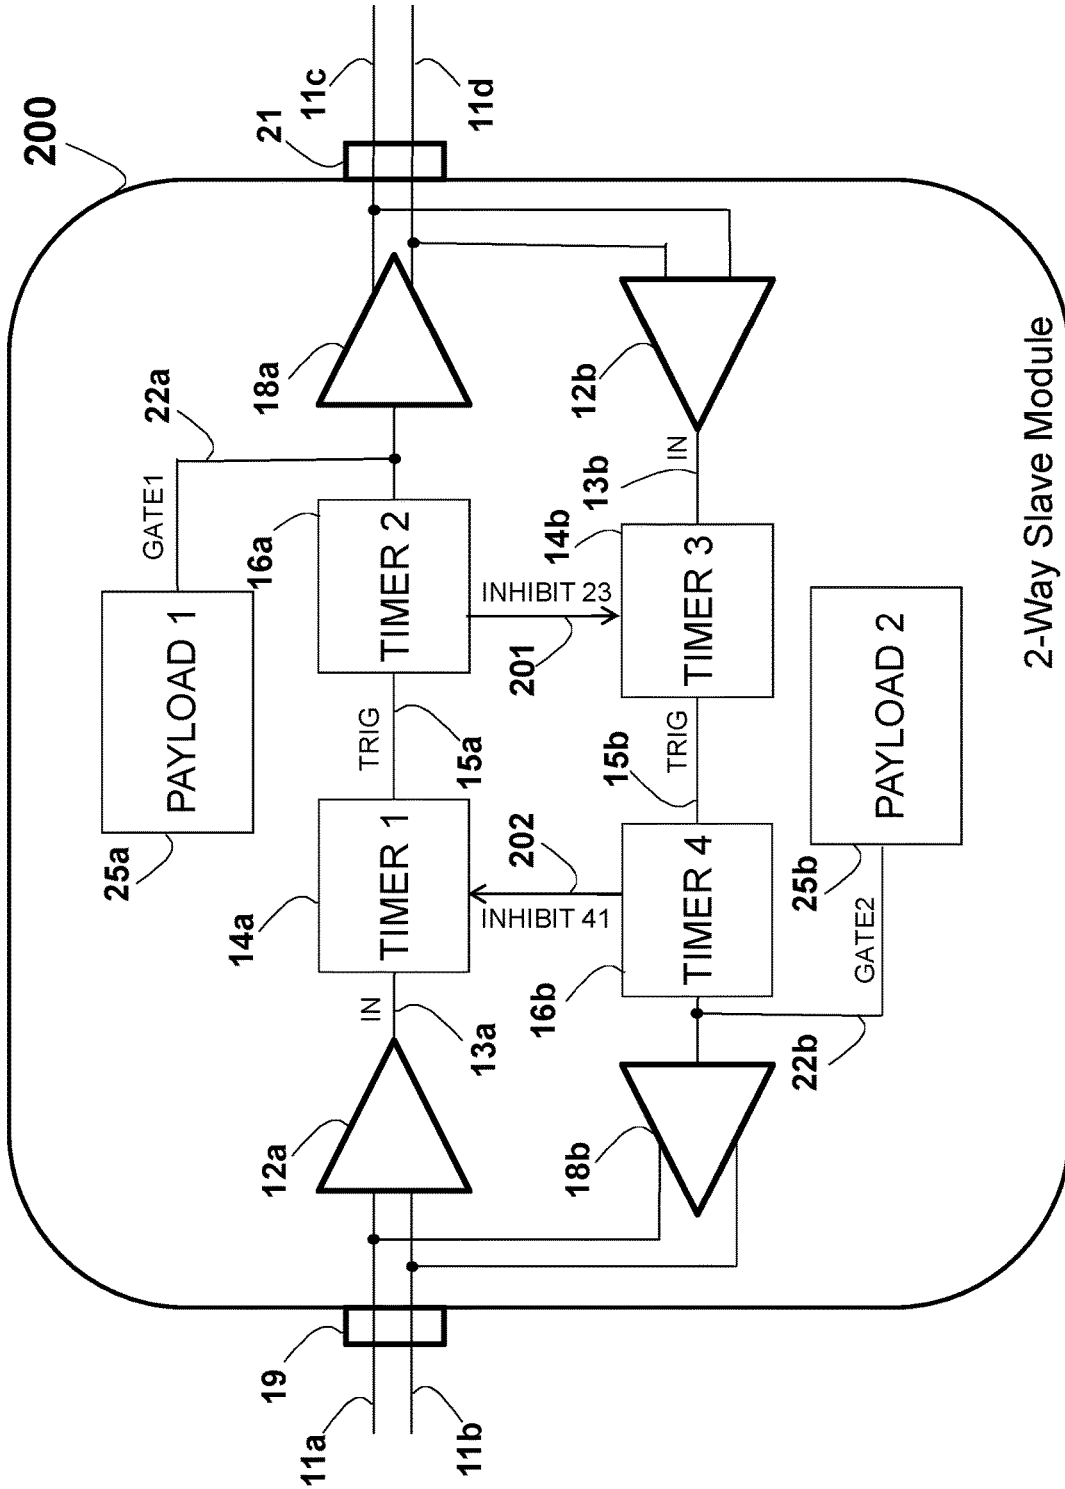 200
11a
11b
19
12a
IN
13a
14a
TIMER 1
25a
PAYLOAD 1
GATE1
22a
TRIG
15a
16a
TIMER 2
18a
21
11c
11d
INHIBIT 41
202
INHIBIT 23
201
18b
16b
TIMER 4
TRIG
15b
14b
TIMER 3
IN
13b
12b
22b
GATE2
25b
PAYLOAD 2
2-Way Slave Module